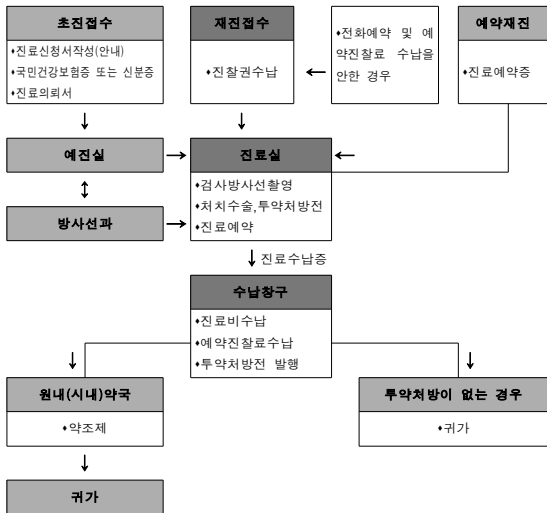 초진접수
♦진료신청서작성(안내)
♦국민건강보험증 또는 신분증
♦진료의뢰서
재진접수
♦진찰권수납
♦전화예약 및 예
약진찰료 수납을
안한 경우
예약재진
♦진료예약증
예진실
방사선과
진료실
♦검사방사선촬영
♦처치수술,투약처방전
♦진료예약
진료수납증
수납창구
♦진료비수납
♦예약진찰료수납
♦투약처방전 발행
원내(시내)약국
♦약조제
투약처방이 없는 경우
♦귀가
귀가